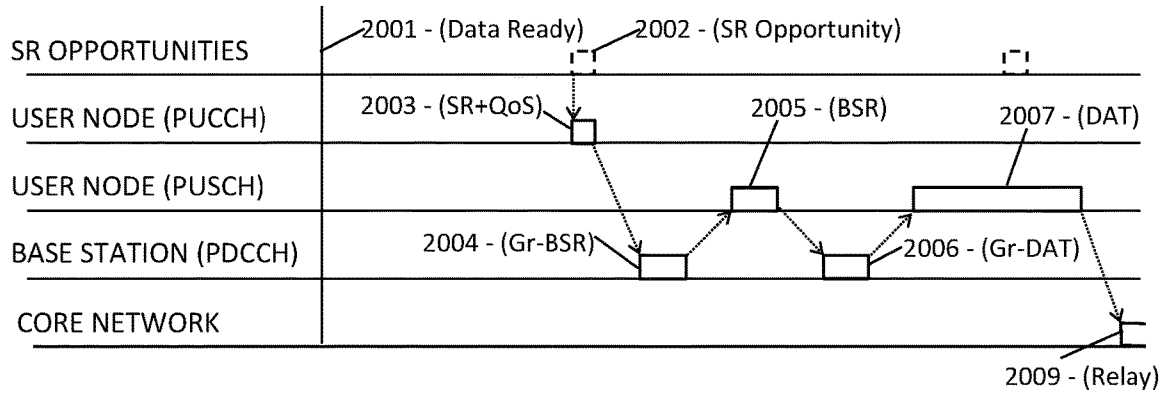 2001 - (Data Ready) 2002 - (SR Opportunity)
SR OPPORTUNITIES
2003 - (SR+QoS) 2005 - (BSR) 2007 - (DAT)
USER NODE (PUCCH)
USER NODE (PUSCH)
2004 - (Gr-BSR) 2006 - (Gr-DAT)
BASE STATION (PDCCH)
CORE NETWORK
2009 - (Relay)